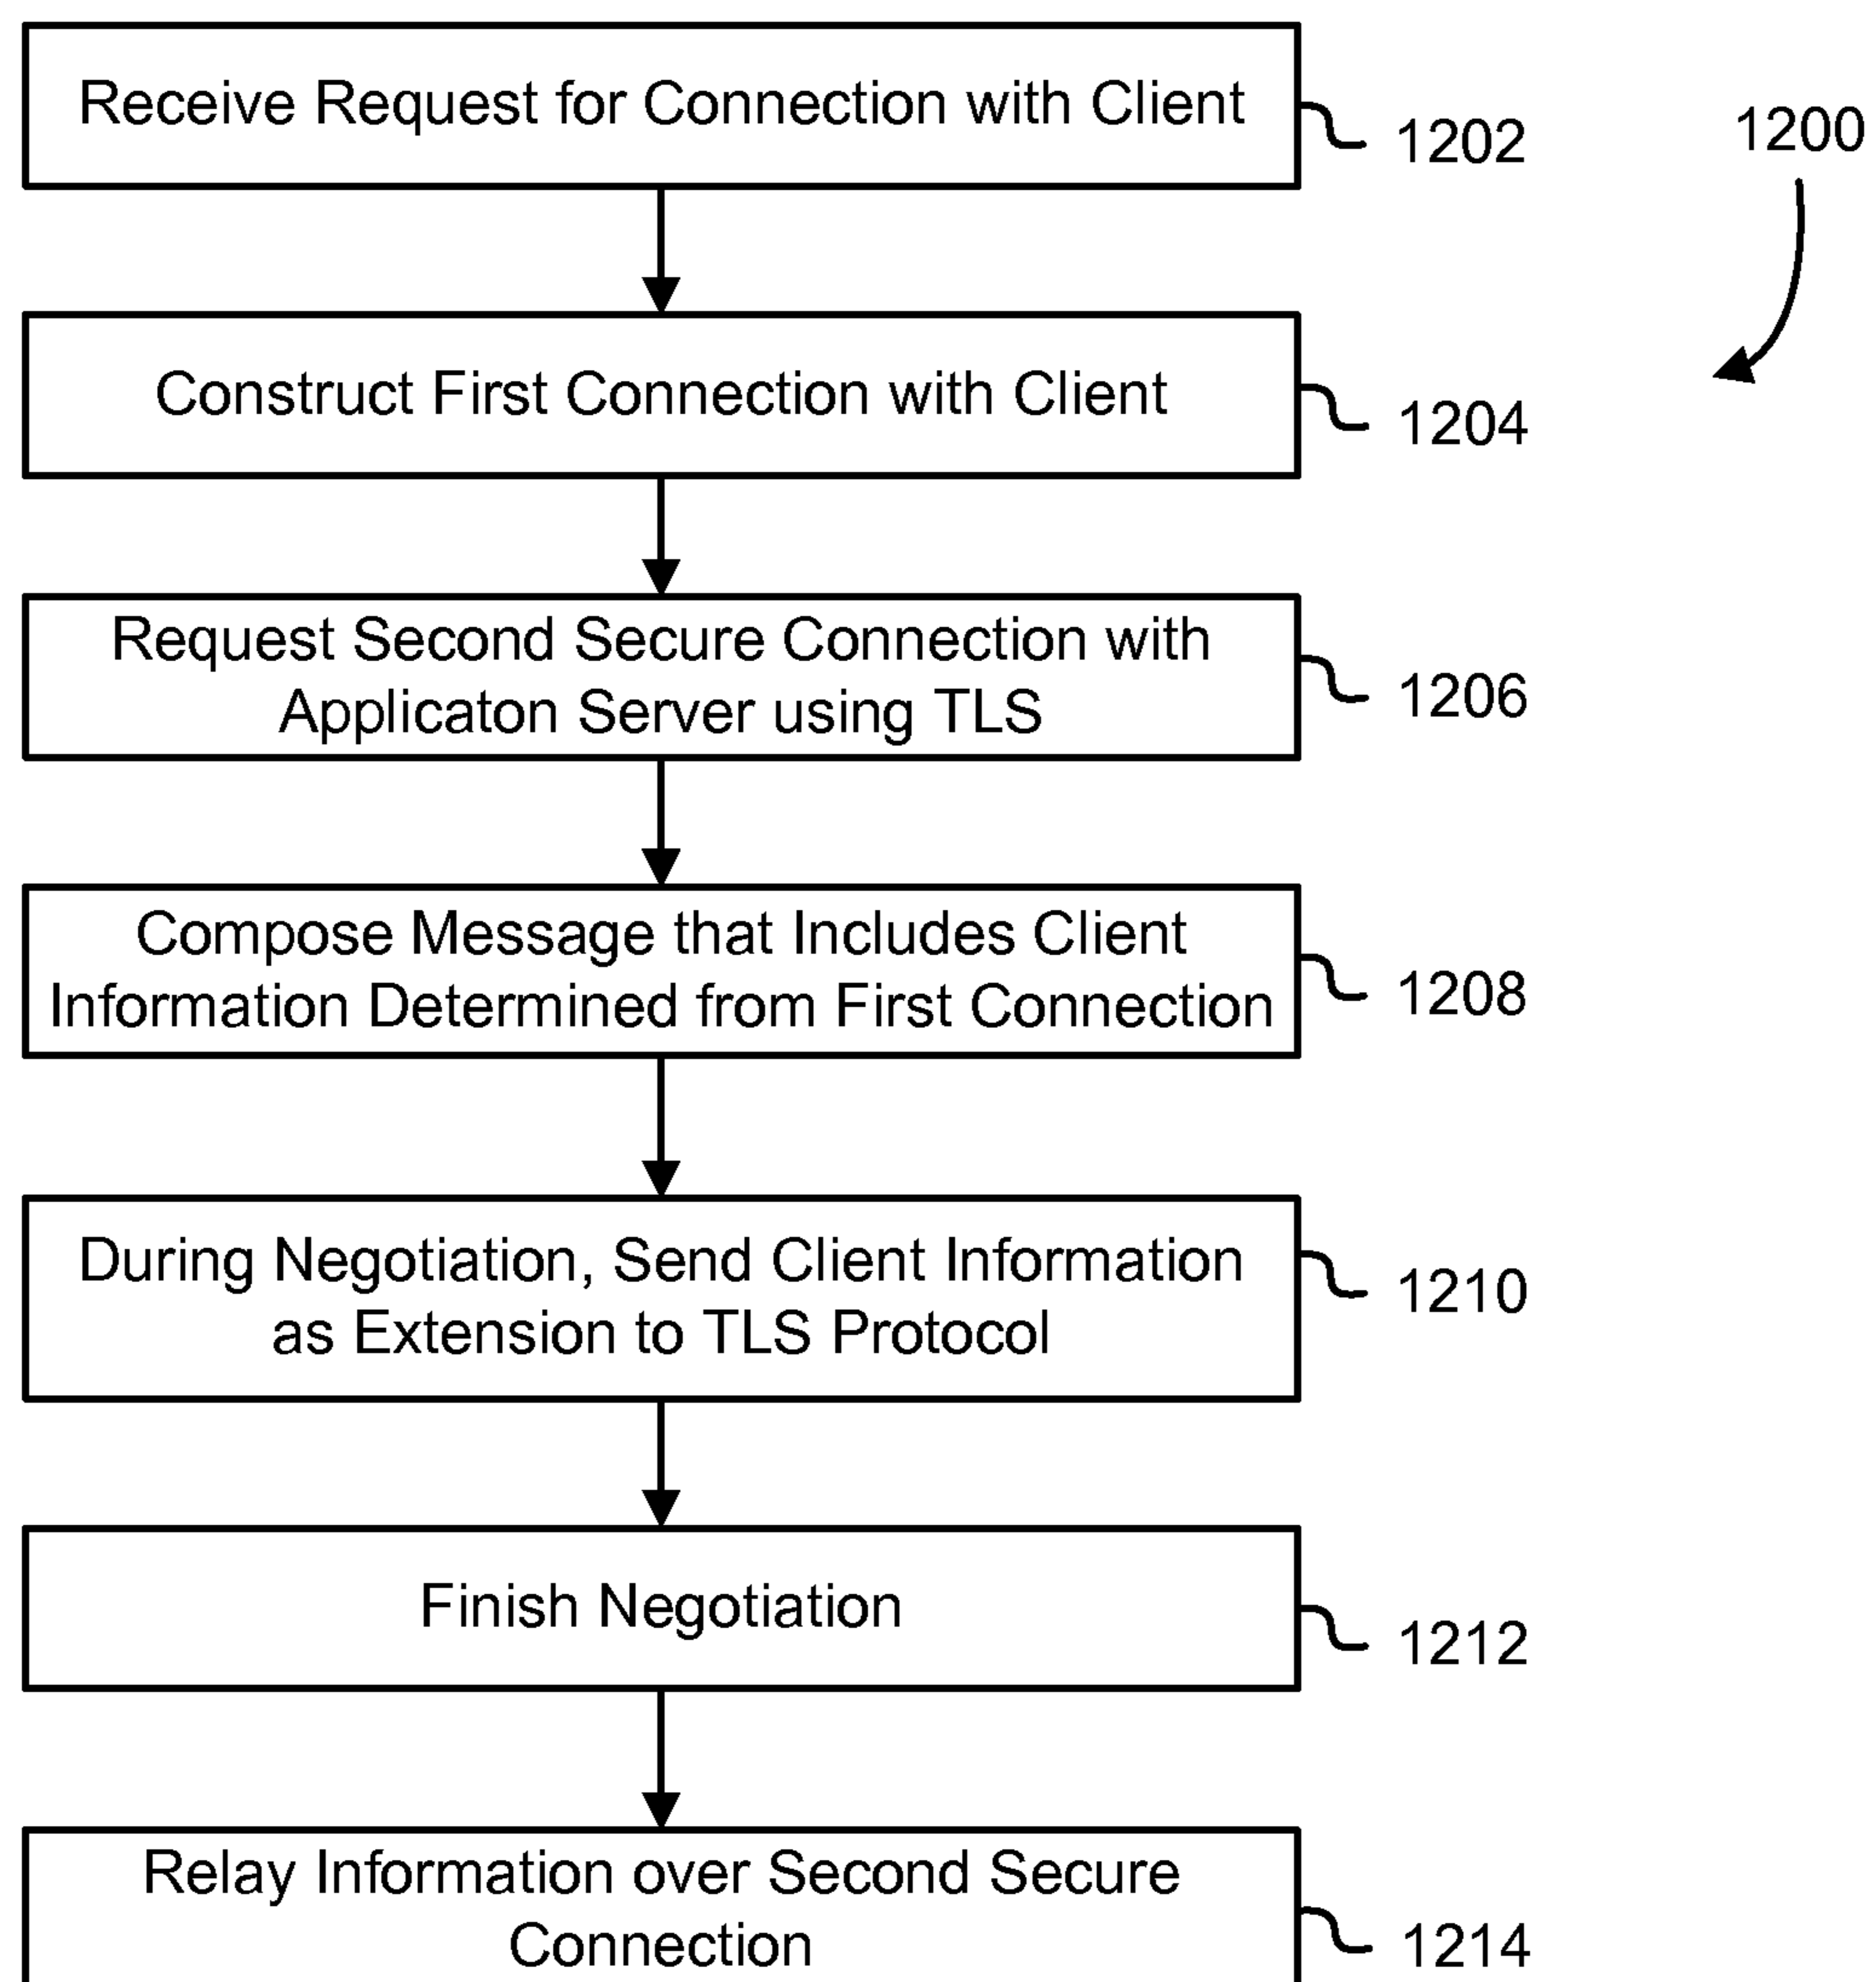 Receive Request for Connection with Client
1202
1200
Construct First Connection with Client
1204
Request Second Secure Connection with
Applicaton Server using TLS
1206
Compose Message that Includes Client
Information Determined from First Connection
1208
During Negotiation, Send Client Information
as Extension to TLS Protocol
1210
Finish Negotiation
1212
Relay Information over Second Secure
Connection
1214